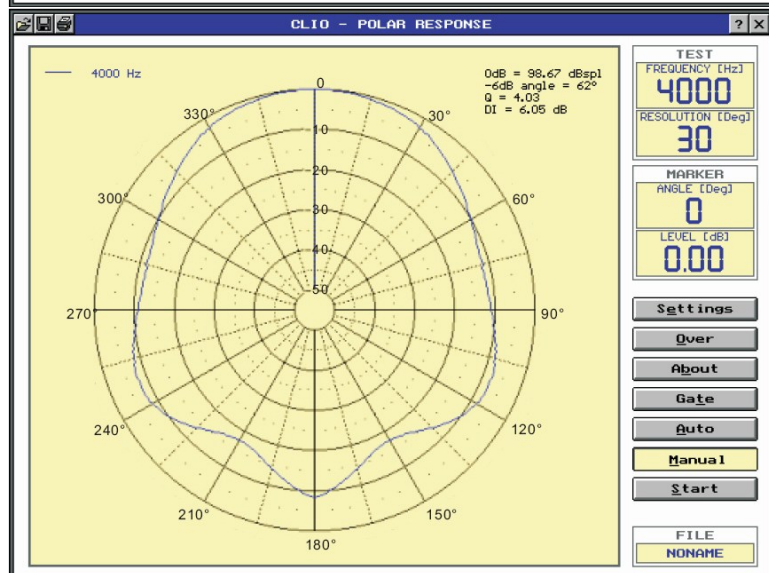 CLIO - POLAR RESPONSE
? ×
4000 Hz
0dB = 98.67 dBspl
-6dB angle = 62°
Q = 4.03
DI = 6.05 dB
0
330°
30°
10
20
300°
60°
30
40
50
270°
90°
240°
120°
210°
150°
180°
TEST
FREQUENCY [Hz]
4000
RESOLUTION [Deg]
30
MARKER
ANGLE [Deg]
0
LEVEL [dB]
0.00
Settings
Over
About
Gate
Auto
Manual
Start
FILE
NONAME